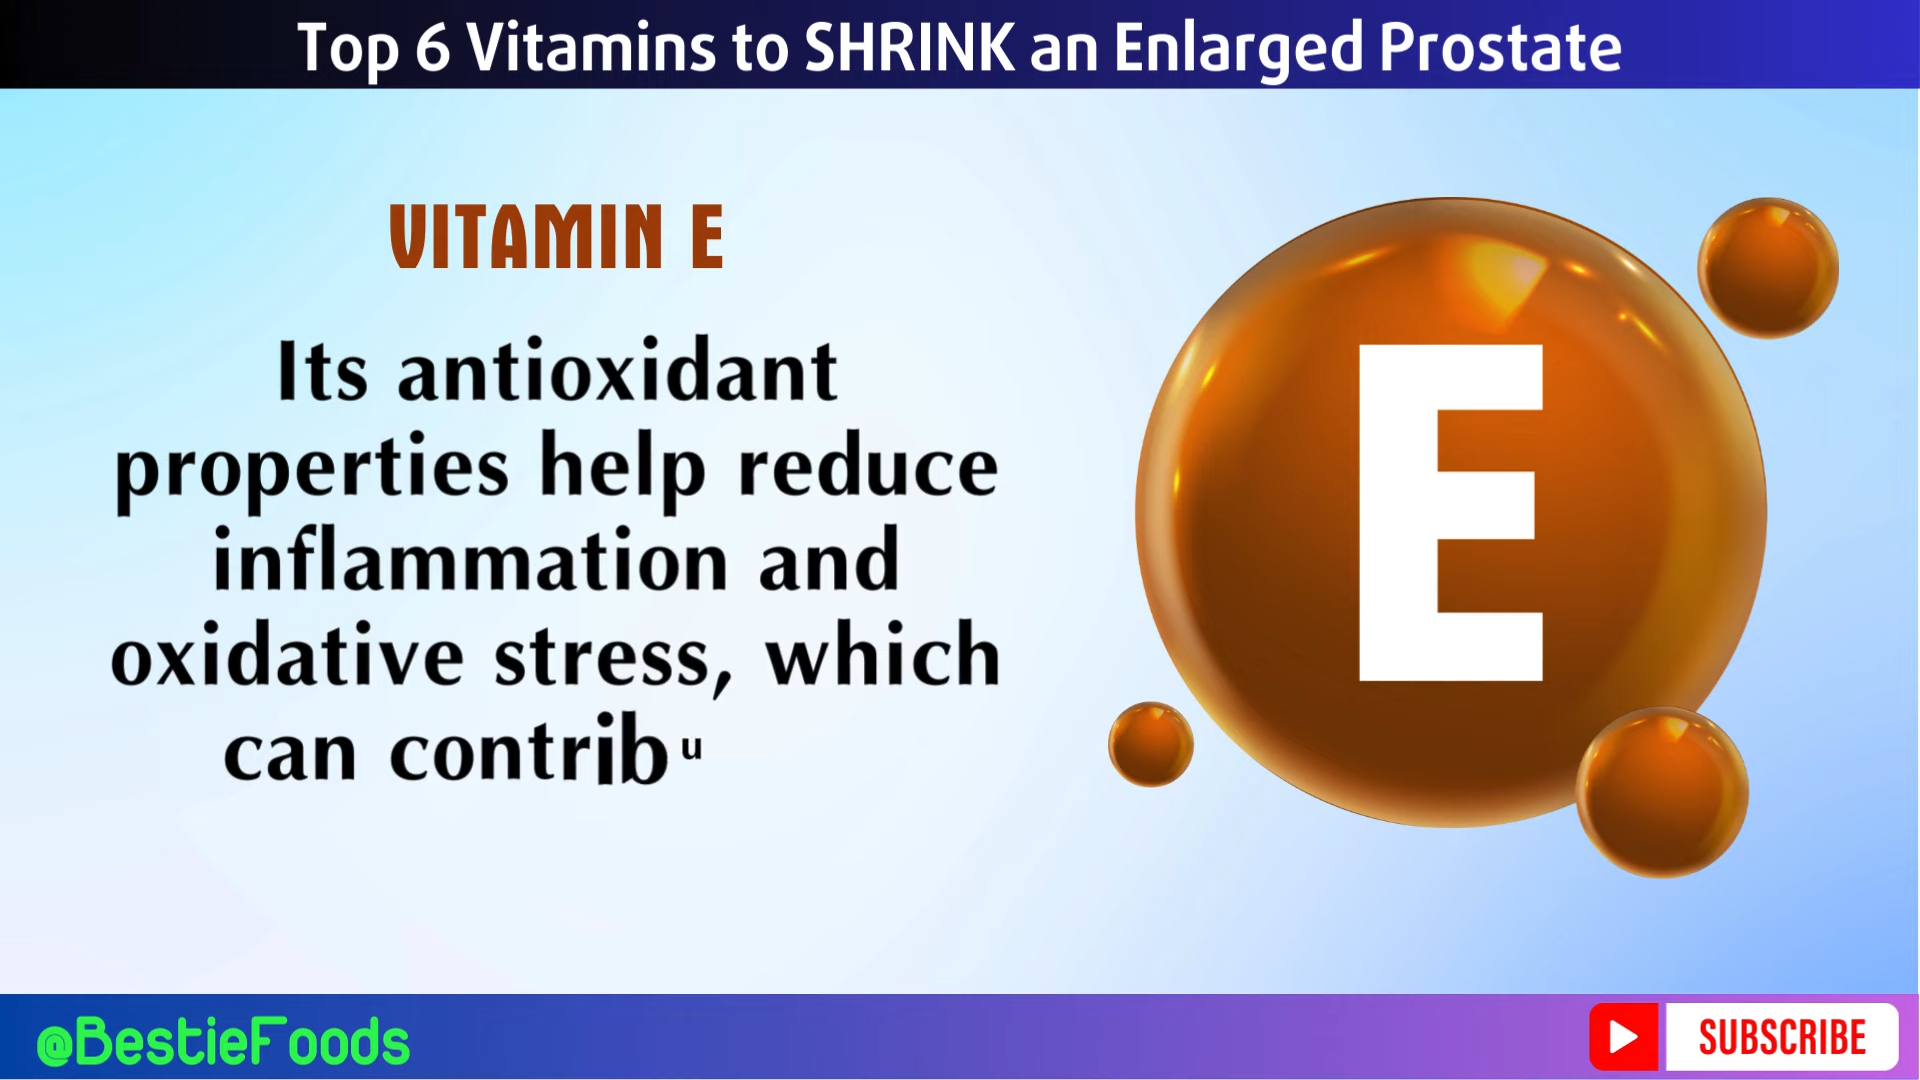 Top 6 Vitamins to SHRINK an Enlarged Prostate
VITAMIN E
Its antioxidant
properties help reduce
inflammation and
oxidative stress, which
can contribu
E
@BestieFoods
SUBSCRIBE